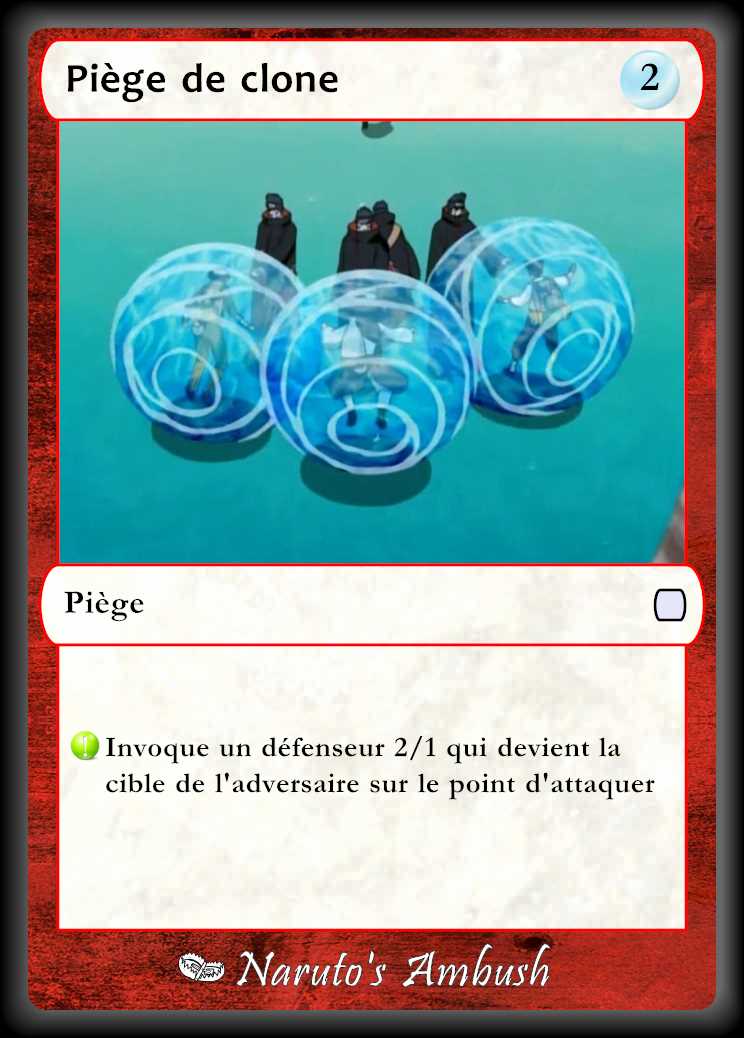 Piège de clone
2
Piège
! Invoque un défenseur 2/1 qui devient la
cible de l'adversaire sur le point d'attaquer
Naruto's Ambush